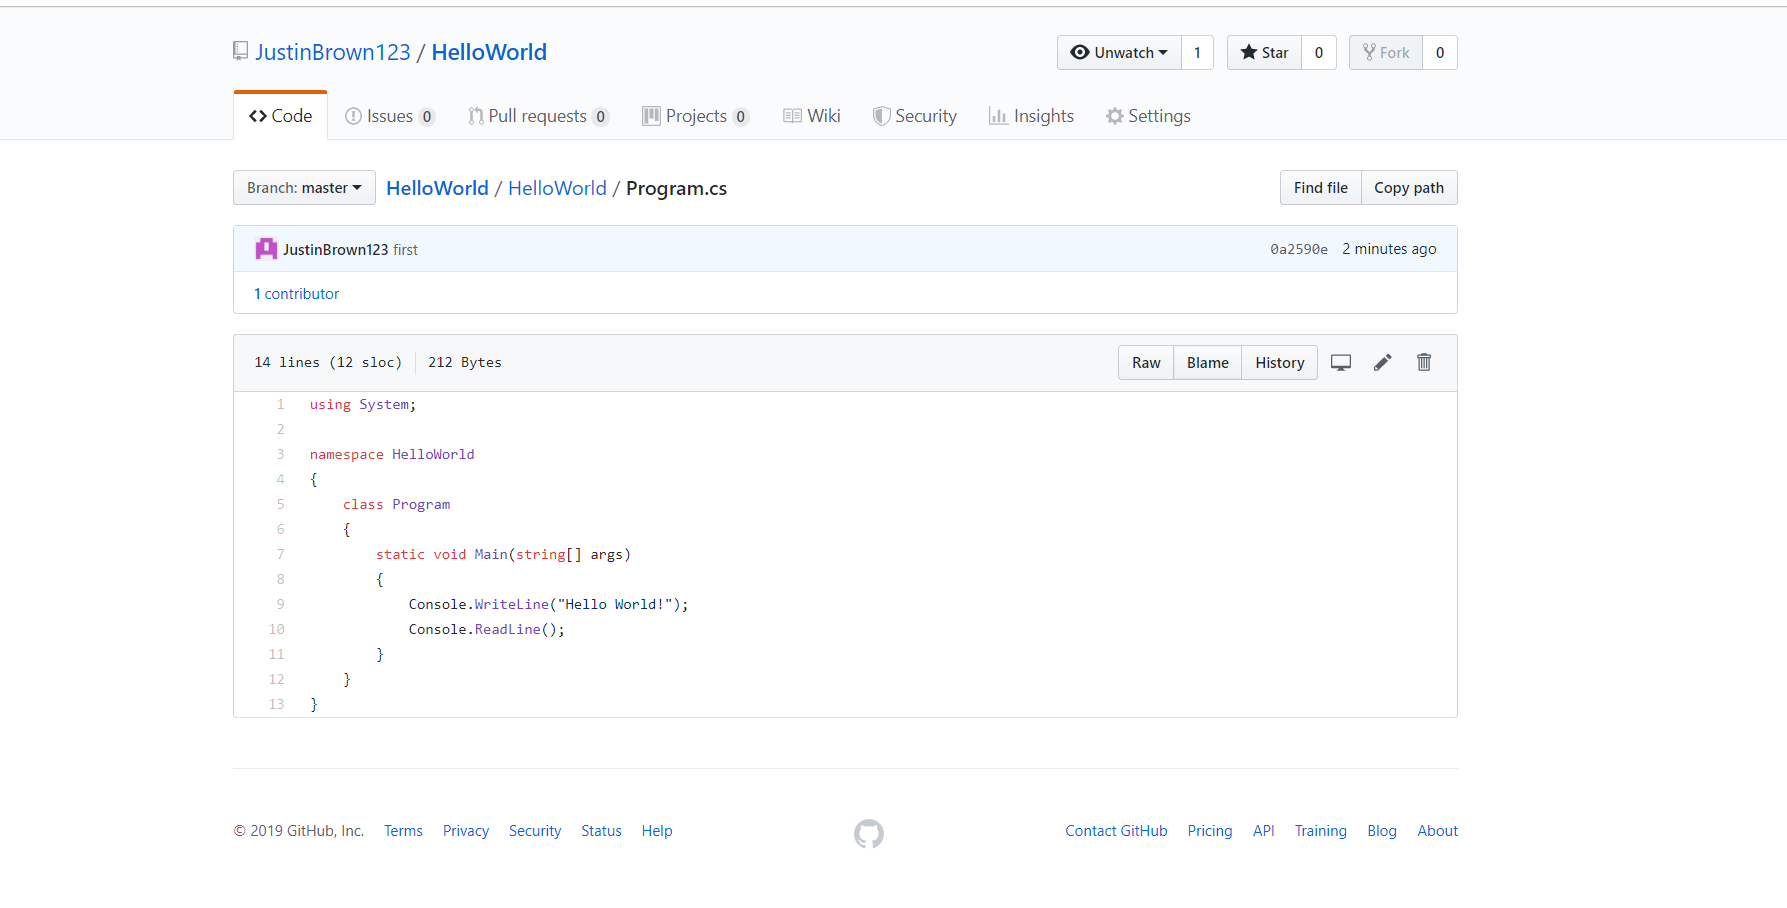 JustinBrown123 / HelloWorld
Unwatch 1 Star 0 Fork 0
Code Issues 0 Pull requests 0 Projects 0 Wiki Security Insights Settings
Branch: master HelloWorld / HelloWorld / Program.cs Find file Copy path
JustinBrown123 first 0a2590e 2 minutes ago
1 contributor
14 lines (12 sloc) 212 Bytes Raw Blame History
1 using System;
2
3 namespace HelloWorld
4 {
5     class Program
6     {
7         static void Main(string[] args)
8         {
9             Console.WriteLine("Hello World!");
10             Console.ReadLine();
11         }
12     }
13 }
© 2019 GitHub, Inc. Terms Privacy Security Status Help Contact GitHub Pricing API Training Blog About